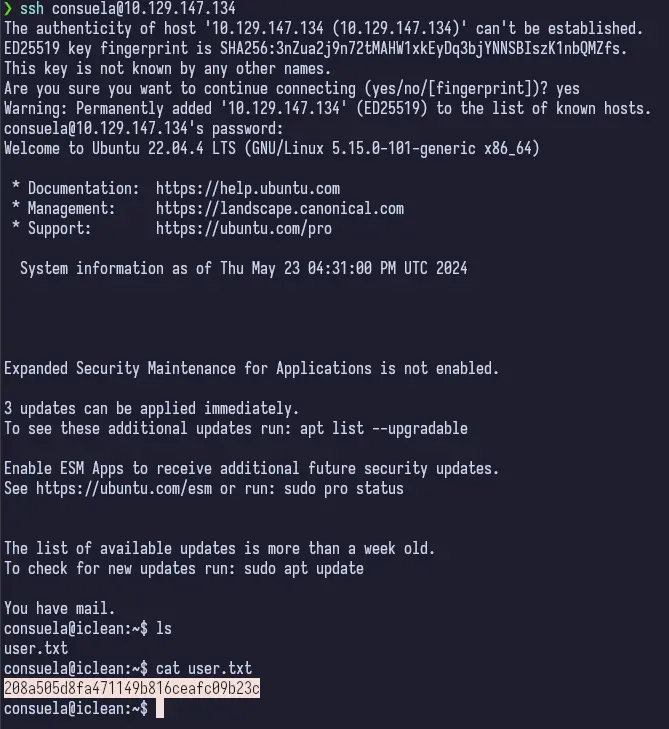 ❯ ssh consuela@10.129.147.134
The authenticity of host '10.129.147.134 (10.129.147.134)' can't be established.
ED25519 key fingerprint is SHA256:3nZua2j9n72tMAHW1xkEyDq3bjYNNSBIszK1nbQMZfs.
This key is not known by any other names.
Are you sure you want to continue connecting (yes/no/[fingerprint])? yes
Warning: Permanently added '10.129.147.134' (ED25519) to the list of known hosts.
consuela@10.129.147.134's password:
Welcome to Ubuntu 22.04.4 LTS (GNU/Linux 5.15.0-101-generic x86_64)
* Documentation:  https://help.ubuntu.com
* Management:     https://landscape.canonical.com
* Support:        https://ubuntu.com/pro
System information as of Thu May 23 04:31:00 PM UTC 2024
Expanded Security Maintenance for Applications is not enabled.
3 updates can be applied immediately.
To see these additional updates run: apt list --upgradable
Enable ESM Apps to receive additional future security updates.
See https://ubuntu.com/esm or run: sudo pro status
The list of available updates is more than a week old.
To check for new updates run: sudo apt update
You have mail.
consuela@iclean:~$ ls
user.txt
consuela@iclean:~$ cat user.txt
208a505d8fa471149b816ceafc09b23c
consuela@iclean:~$